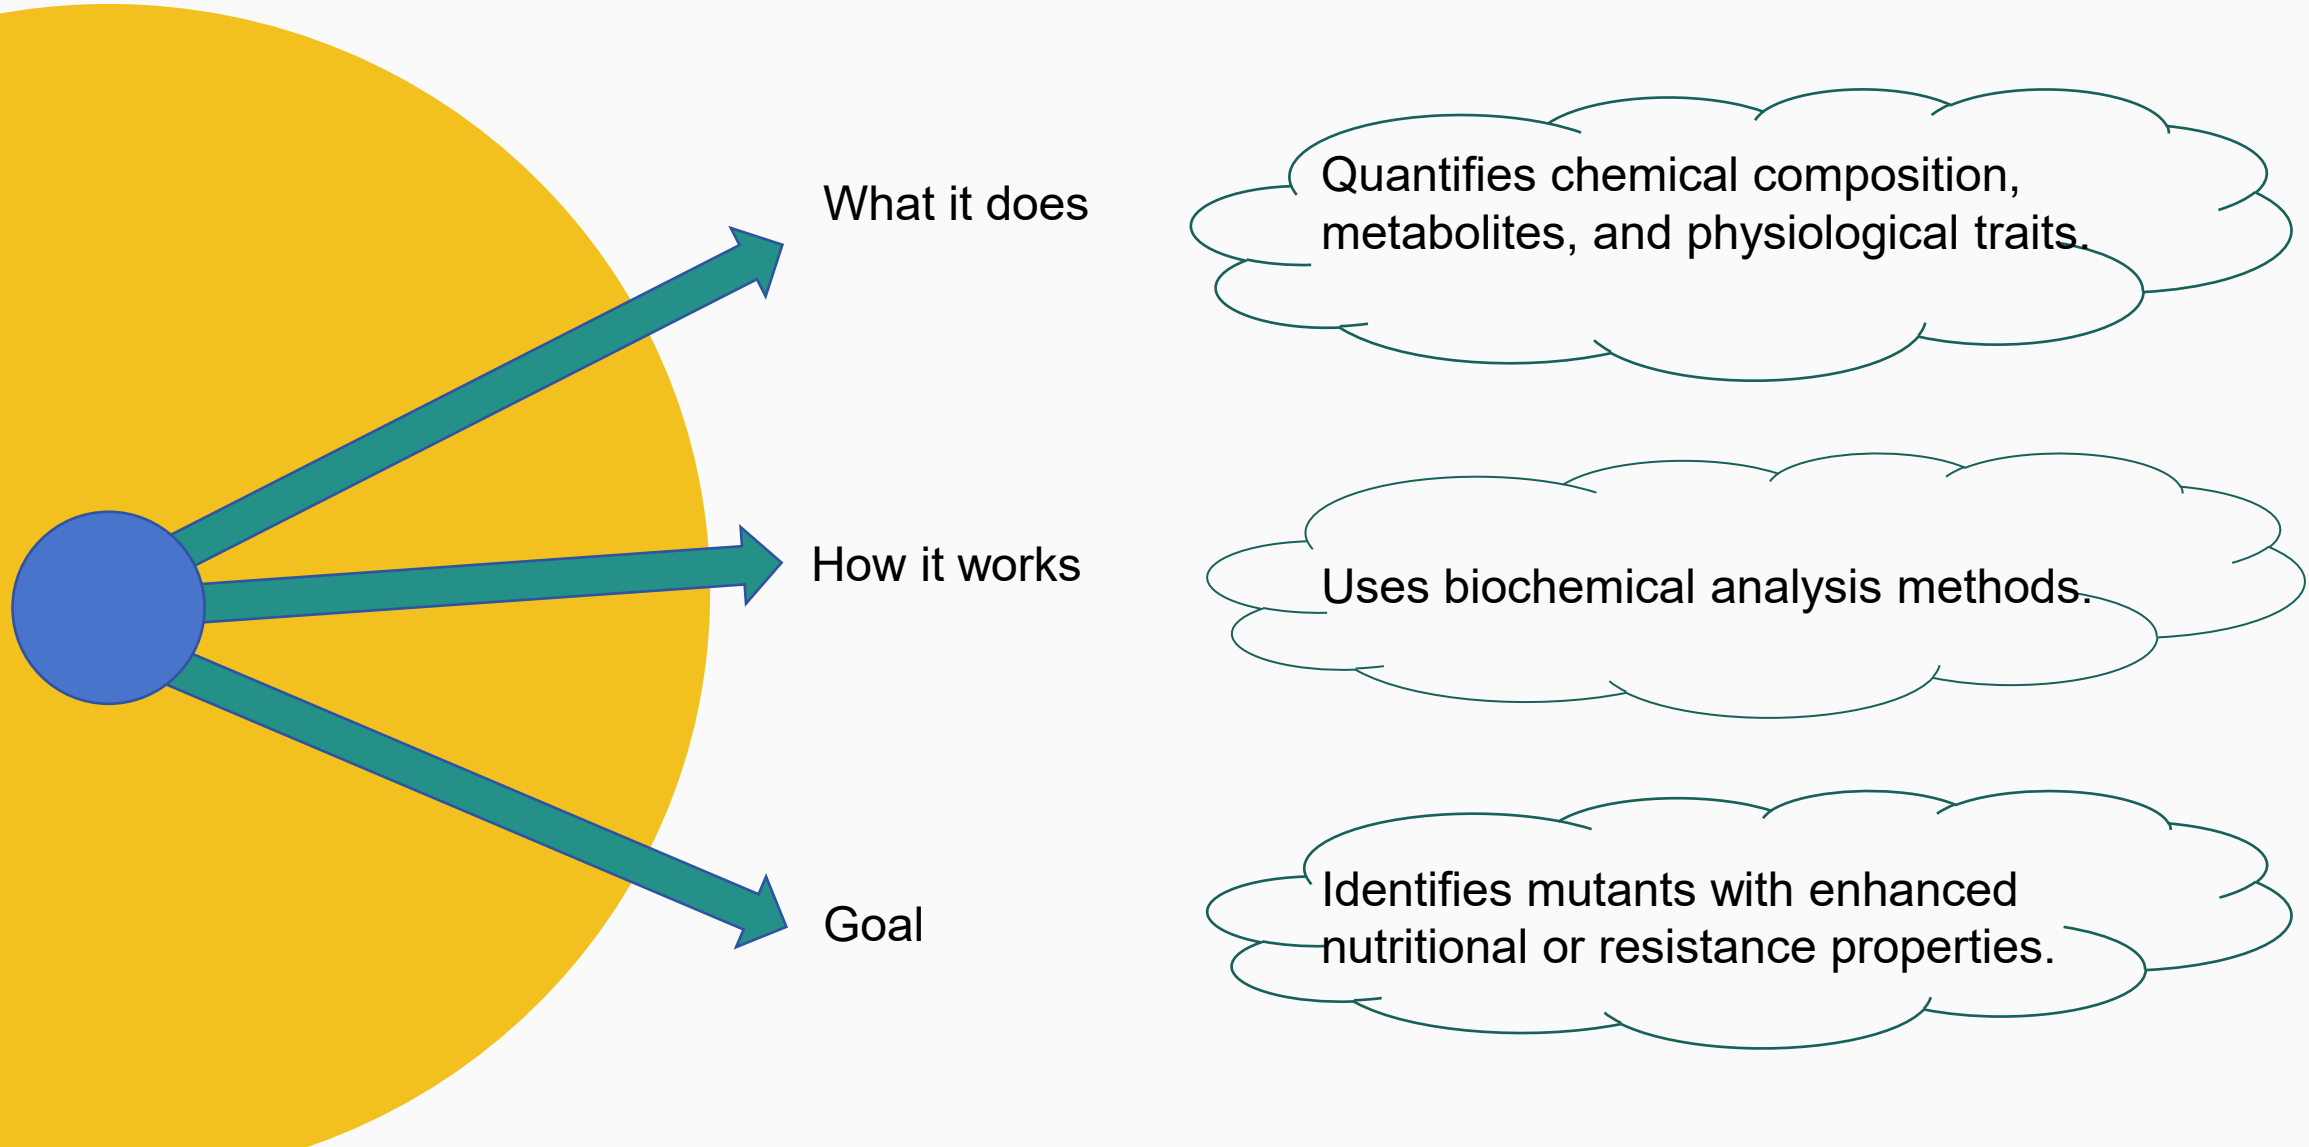 What it does
Quantifies chemical composition,
metabolites, and physiological traits.
How it works
Uses biochemical analysis methods.
Goal
Identifies mutants with enhanced
nutritional or resistance properties.